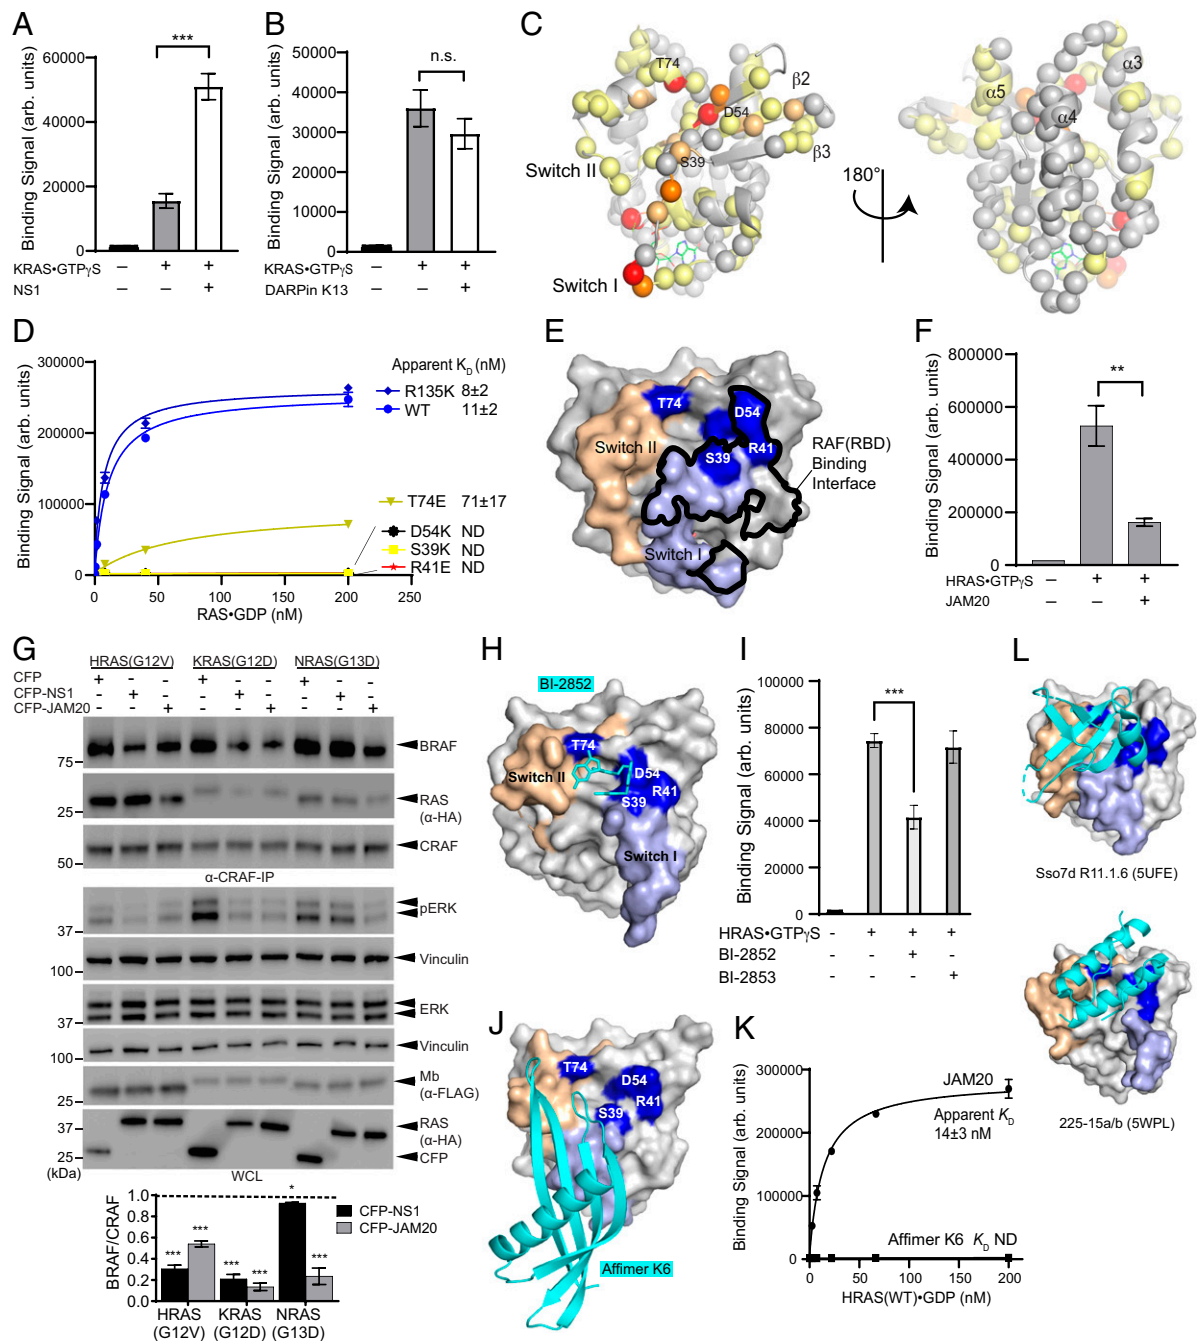 A
***
60000
40000
20000
0
Binding Signal (arb. units)
KRAS•GTPγS − + +
NS1 − − +
B
n.s.
50000
40000
30000
20000
10000
0
Binding Signal (arb. units)
KRAS•GTPγS − + +
DARPin K13 − − +
C
T74
D54
S39
β2
β3
Switch II
Switch I
180°
α5
α3
α4
D
300000
200000
100000
0
Binding Signal (arb. units)
0 50 100 150 200 250
RAS•GDP (nM)
Apparent KD (nM)
R135K 8±2
WT 11±2
T74E 71±17
D54K ND
S39K ND
R41E ND
E
T74
D54
S39
R41
Switch II
Switch I
RAF(RBD)
Binding
Interface
F
**
800000
600000
400000
200000
0
Binding Signal (arb. units)
HRAS•GTPγS − + +
JAM20 − − +
G
HRAS(G12V) KRAS(G12D) NRAS(G13D)
CFP + − − + − − + − −
CFP-NS1 − + − − + − − + −
CFP-JAM20 − − + − − + − − +
75
BRAF
25
RAS
(α-HA)
50
CRAF
α-CRAF-IP
37
pERK
100
Vinculin
37
ERK
100
Vinculin
25
Mb
(α-FLAG)
37
RAS
(α-HA)
25
CFP
(kDa)
WCL
BRAF/CRAF
1.0
0.8
0.6
0.4
0.2
0.0
*** *** *** *** * ***
CFP-NS1
CFP-JAM20
HRAS KRAS NRAS
(G12V) (G12D) (G13D)
H
BI-2852
T74
Switch II
D54
R41
S39
Switch I
I
***
100000
80000
60000
40000
20000
0
Binding Signal (arb. units)
HRAS•GTPγS - + + +
BI-2852 - - + -
BI-2853 - - - +
J
T74
D54
R41
S39
Affimer K6
K
300000
200000
100000
0
Binding Signal (arb. units)
JAM20
Apparent KD
14±3 nM
Affimer K6 KD ND
0 50 100 150 200
HRAS(WT)•GDP (nM)
L
Sso7d R11.1.6 (5UFE)
225-15a/b (5WPL)